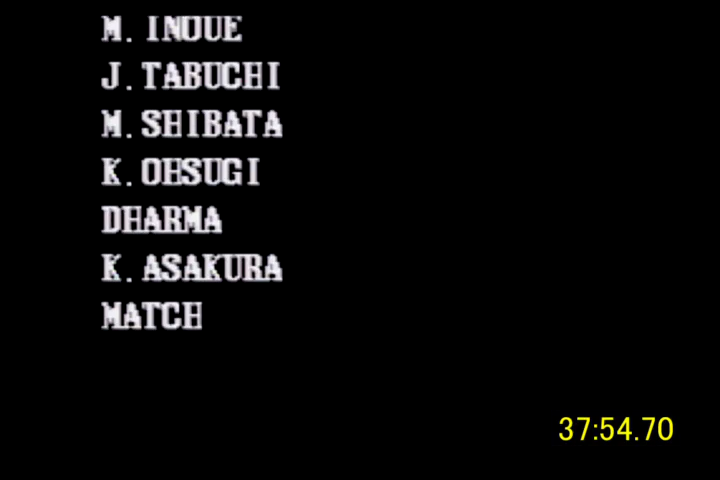 M. INOUE
J. TABUCHI
M. SHIBATA
K. OHSUGI
DHARMA
K. ASAKURA
MATCH
37:54.70